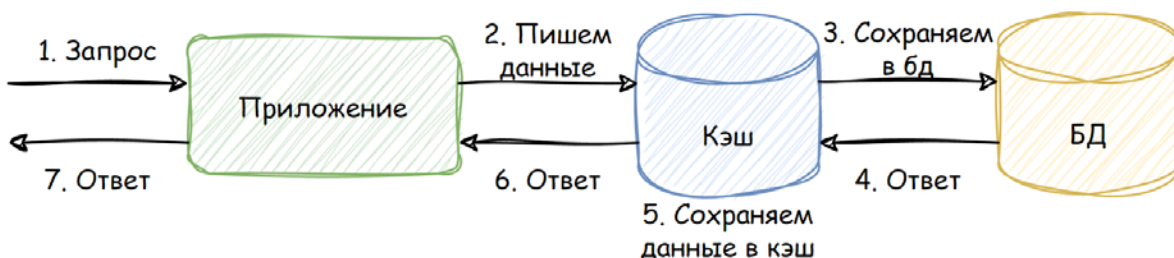 1. Запрос
Приложение
7. Ответ
2. Пишем
данные
6. Ответ
Кэш
5. Сохраняем
данные в кэш
3. Сохраняем
в бд
4. Ответ
БД